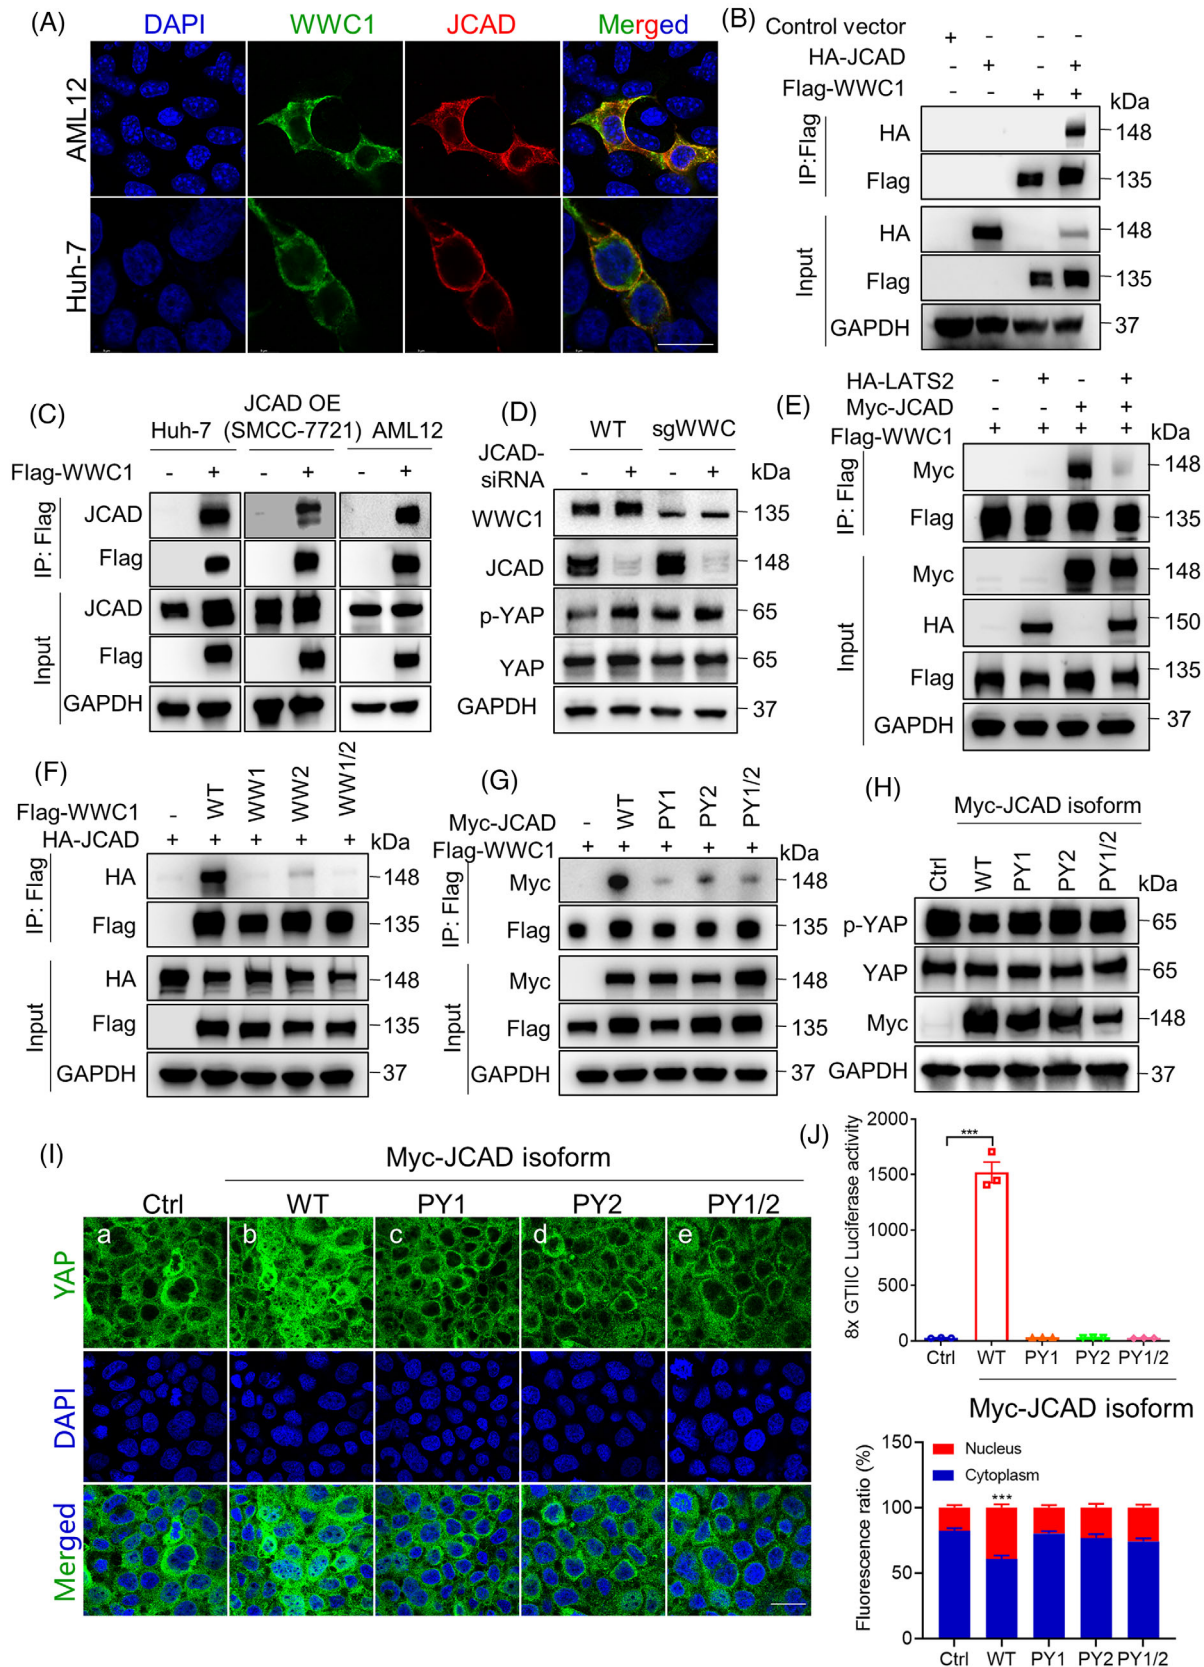 (A)
DAPI WWC1 JCAD Merged
AML12
Huh-7
(B)
Control vector + - - -
HA-JCAD - + - +
Flag-WWC1 - - + +
kDa
IP:Flag
HA 148
Flag 135
Input
HA 148
Flag 135
GAPDH 37
(C)
JCAD OE
Huh-7 (SMCC-7721) AML12
Flag-WWC1 - + - + - +
IP: Flag
JCAD
Flag
Input
JCAD
Flag
GAPDH
(D)
WT sgWWC
JCAD-siRNA - + - +
kDa
WWC1 135
JCAD 148
p-YAP 65
YAP 65
GAPDH 37
(E)
HA-LATS2 - + - +
Myc-JCAD - - + +
Flag-WWC1 + + + +
kDa
IP: Flag
Myc 148
Flag 135
Input
Myc 148
HA 150
Flag 135
GAPDH 37
(F)
Flag-WWC1 - WT WW1 WW2 WW1/2
HA-JCAD + + + + +
kDa
IP: Flag
HA 148
Flag 135
Input
HA 148
Flag 135
GAPDH 37
(G)
Myc-JCAD - WT PY1 PY2 PY1/2
Flag-WWC1 + + + + +
kDa
IP: Flag
Myc 148
Flag 135
Input
Myc 148
Flag 135
GAPDH 37
(H)
Myc-JCAD isoform
Ctrl WT PY1 PY2 PY1/2
kDa
p-YAP 65
YAP 65
Myc 148
GAPDH 37
(I)
Myc-JCAD isoform
Ctrl WT PY1 PY2 PY1/2
a b c d e
YAP
DAPI
Merged
(J)
8x GTIIC Luciferase activity
2000
1500
1000
500
0
***
Ctrl WT PY1 PY2 PY1/2
Myc-JCAD isoform
Fluorescence ratio (%)
150
100
50
0
Nucleus
Cytoplasm
***
Ctrl WT PY1 PY2 PY1/2